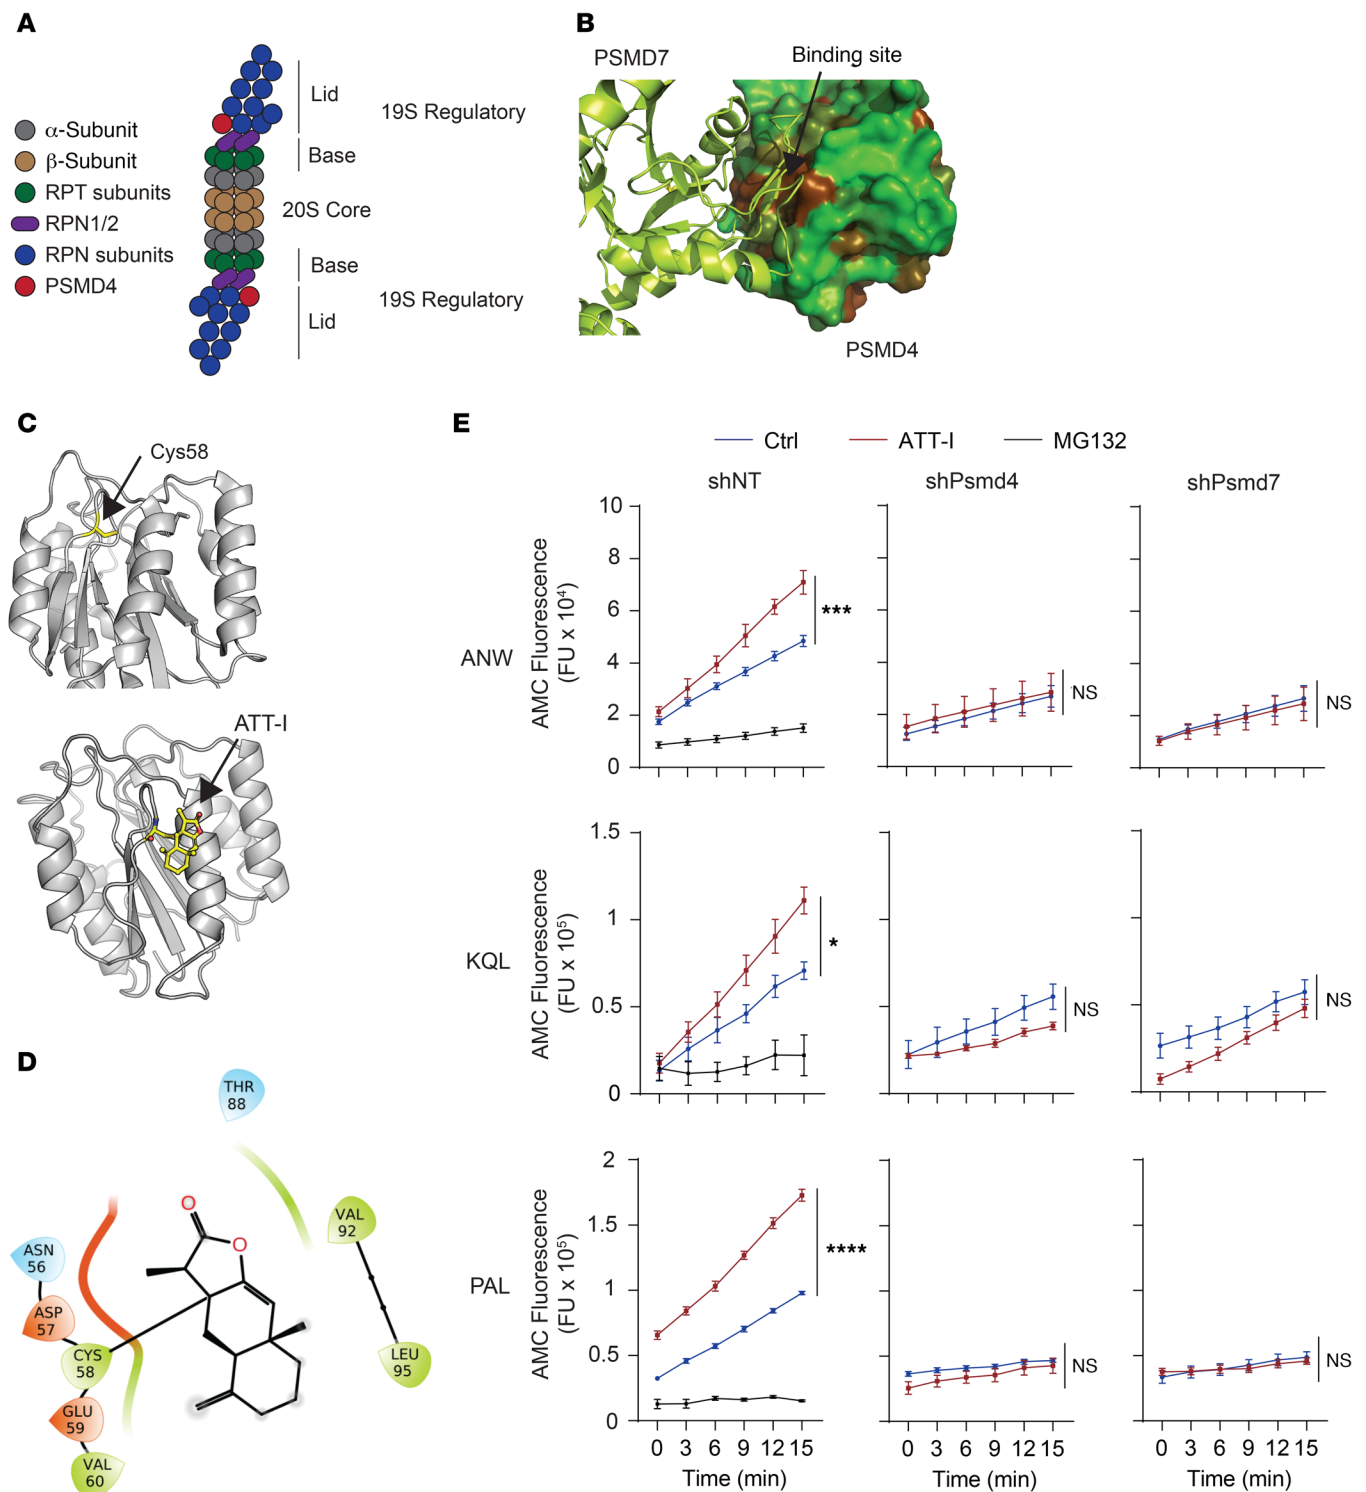 A
α-Subunit
β-Subunit
RPT subunits
RPN1/2
RPN subunits
PSMD4
Lid
19S Regulatory
Base
20S Core
Base
19S Regulatory
Lid
B
PSMD7
Binding site
PSMD4
C
Cys58
ATT-I
D
THR
88
VAL
92
LEU
95
ASN
56
ASP
57
CYS
58
GLU
59
VAL
60
O
O
E
Ctrl
ATT-I
MG132
shNT
shPsmd4
shPsmd7
ANW
AMC Fluorescence
(FU x 10⁴)
10
8
6
4
2
0
***
NS
NS
KQL
AMC Fluorescence
(FU x 10⁵)
1.5
1
0.5
0
*
NS
NS
PAL
AMC Fluorescence
(FU x 10⁵)
2
1.5
1
0.5
0
****
NS
NS
0 3 6 9 12 15
0 3 6 9 12 15
0 3 6 9 12 15
Time (min)
Time (min)
Time (min)